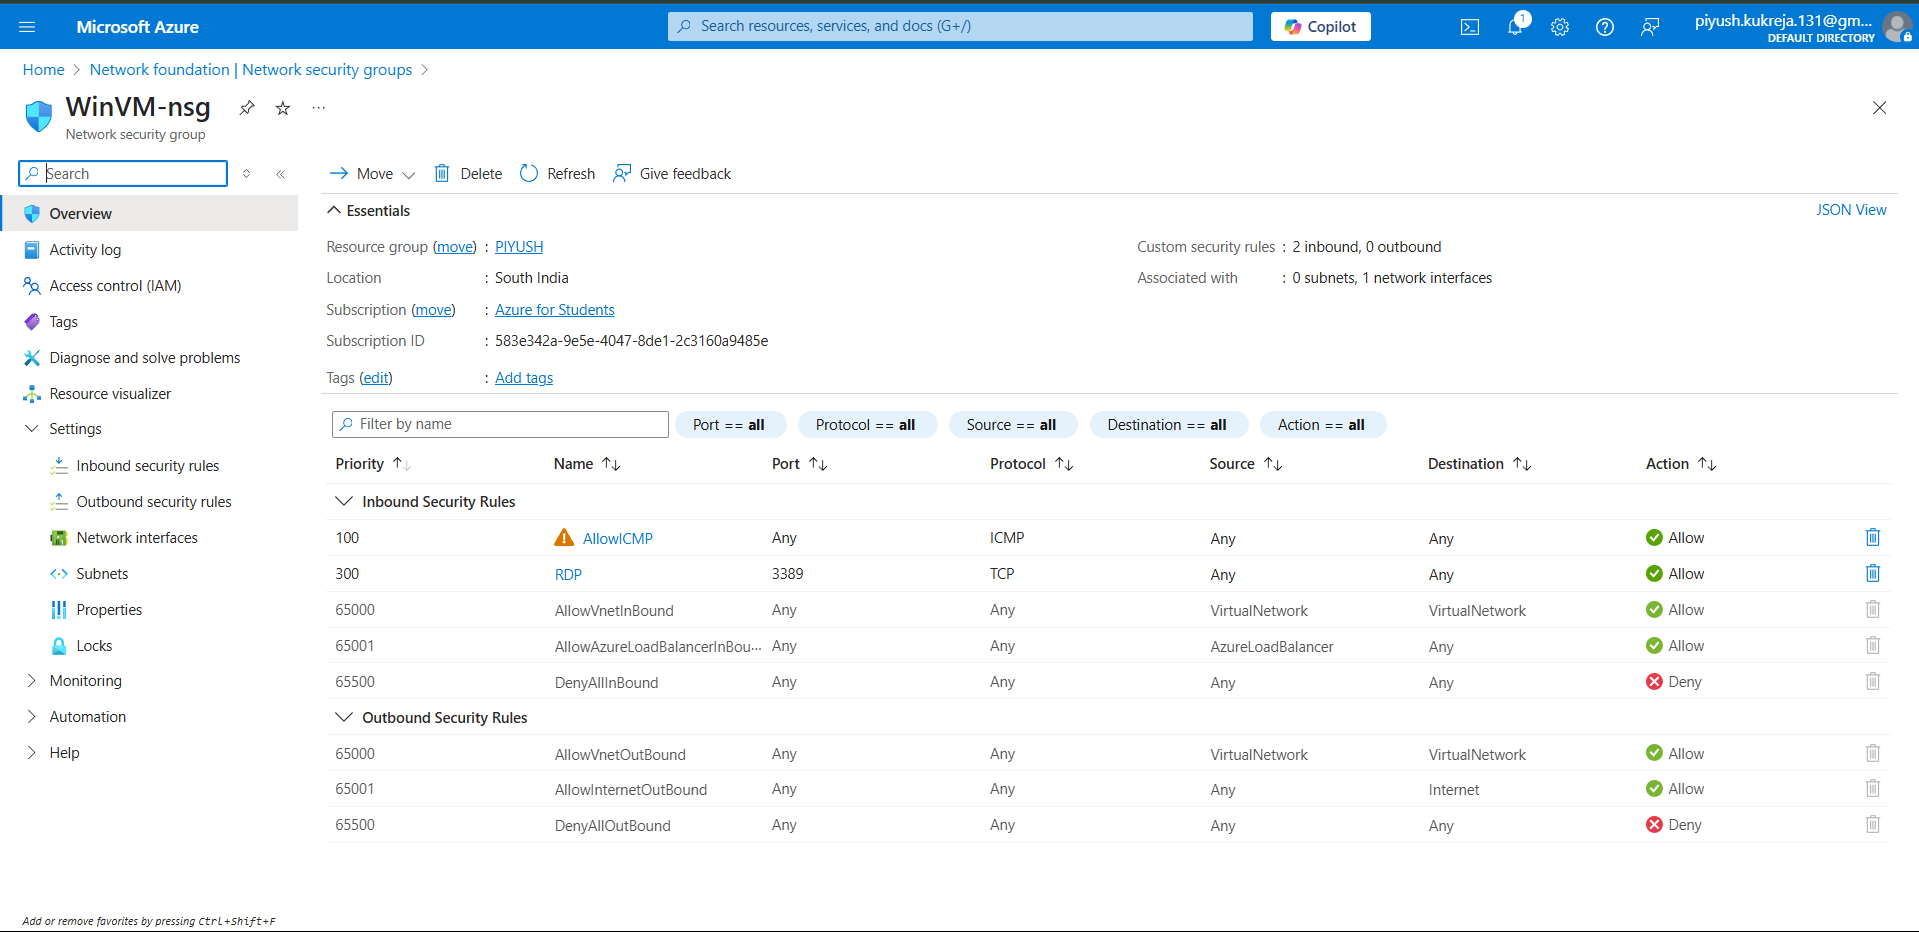 Microsoft Azure
Search resources, services, and docs (G+/)
Copilot
1
piyush.kukreja.131@gm...
DEFAULT DIRECTORY
Home > Network foundation | Network security groups >
WinVM-nsg
...
Network security group
Search
Move
Delete
Refresh
Give feedback
Overview
Activity log
Access control (IAM)
Tags
Diagnose and solve problems
Resource visualizer
Settings
Inbound security rules
Outbound security rules
Network interfaces
Subnets
Properties
Locks
Monitoring
Automation
Help
Essentials
JSON View
Resource group (move) : PIYUSH
Location : South India
Subscription (move) : Azure for Students
Subscription ID : 583e342a-9e5e-4047-8de1-2c3160a9485e
Tags (edit) : Add tags
Custom security rules : 2 inbound, 0 outbound
Associated with : 0 subnets, 1 network interfaces
Filter by name
Port == all
Protocol == all
Source == all
Destination == all
Action == all
Priority Name Port Protocol Source Destination Action
Inbound Security Rules
100 AllowICMP Any ICMP Any Any Allow
300 RDP 3389 TCP Any Any Allow
65000 AllowVnetInBound Any Any VirtualNetwork VirtualNetwork Allow
65001 AllowAzureLoadBalancerInBou... Any Any AzureLoadBalancer Any Allow
65500 DenyAllInBound Any Any Any Any Deny
Outbound Security Rules
65000 AllowVnetOutBound Any Any VirtualNetwork VirtualNetwork Allow
65001 AllowInternetOutBound Any Any Any Internet Allow
65500 DenyAllOutBound Any Any Any Any Deny
Add or remove favorites by pressing Ctrl+Shift+F